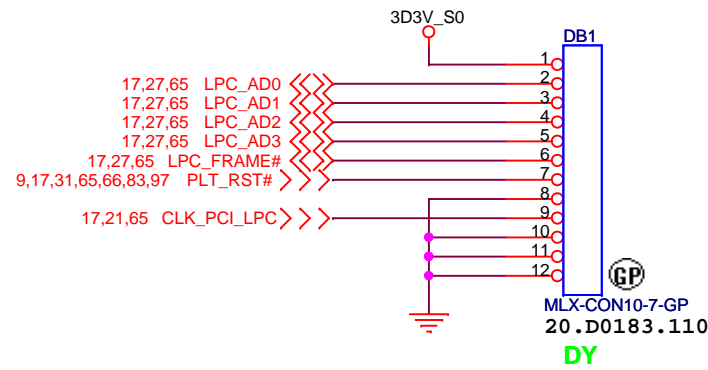 3D3V_S0
DB1
1
17,27,65 LPC_AD0 2
17,27,65 LPC_AD1 3
17,27,65 LPC_AD2 4
17,27,65 LPC_AD3 5
17,27,65 LPC_FRAME# 6
9,17,31,65,66,83,97 PLT_RST# 7
8
17,21,65 CLK_PCI_LPC 9
10
11
12
GP
MLX-CON10-7-GP
20.D0183.110
DY